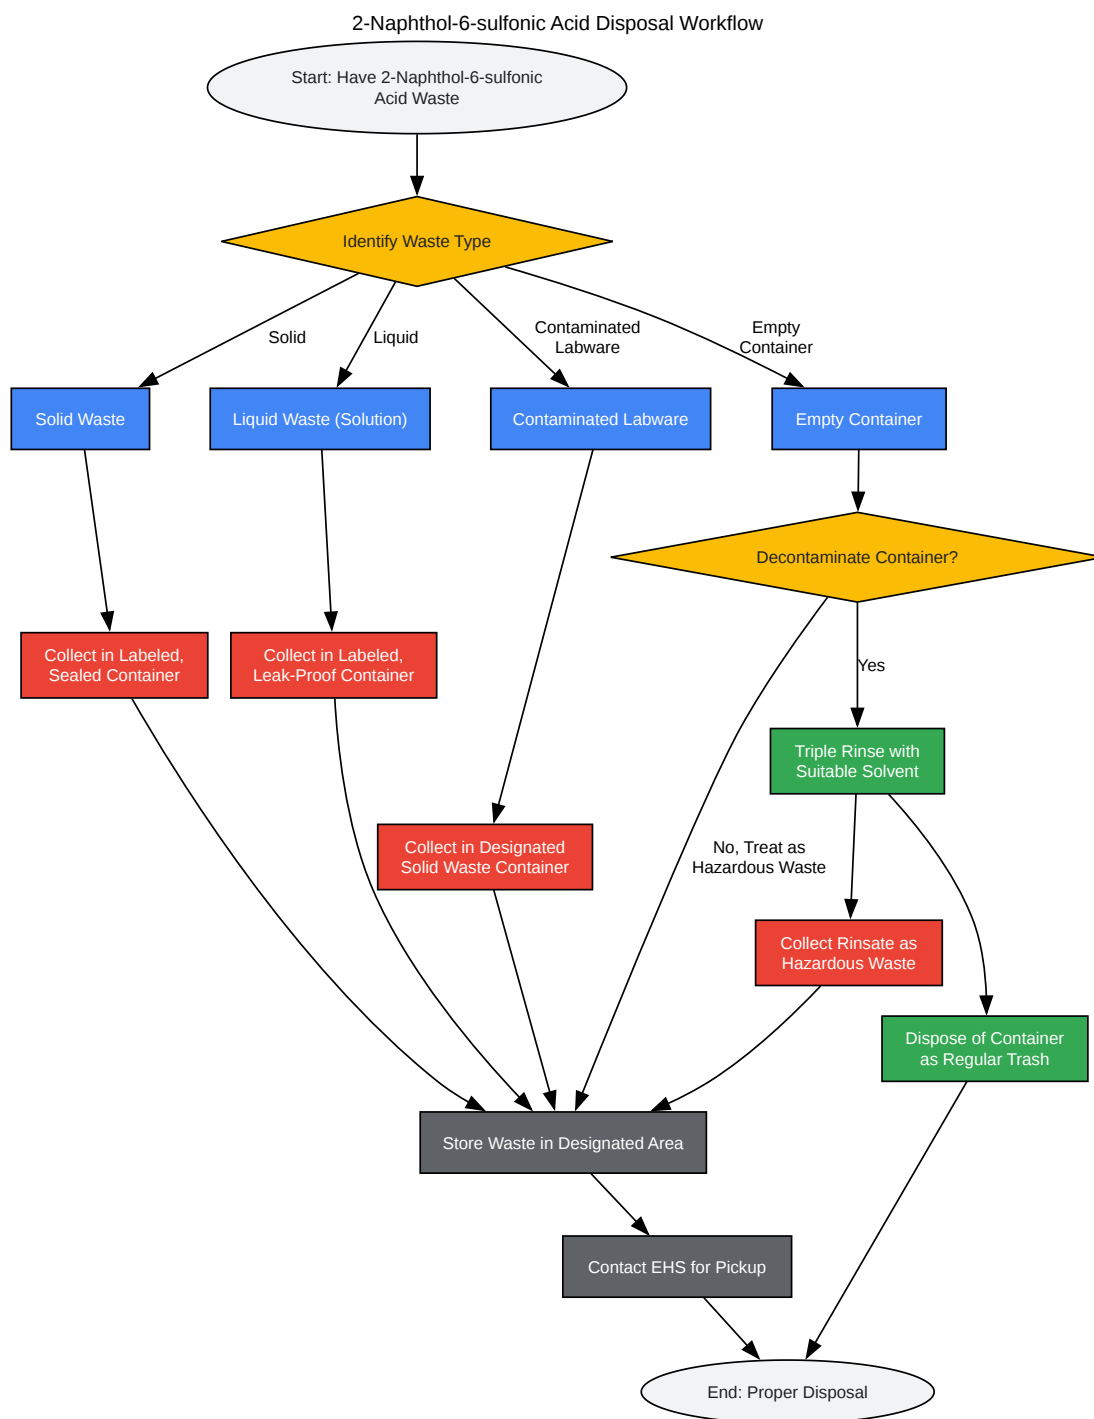 2-Naphthol-6-sulfonic Acid Disposal Workflow
Start: Have 2-Naphthol-6-sulfonic
Acid Waste
Identify Waste Type
Solid
Liquid
Contaminated
Labware
Empty
Container
Solid Waste
Liquid Waste (Solution)
Contaminated Labware
Empty Container
Decontaminate Container?
Collect in Labeled,
Sealed Container
Collect in Labeled,
Leak-Proof Container
Yes
Triple Rinse with
Suitable Solvent
Collect in Designated
Solid Waste Container
No, Treat as
Hazardous Waste
Collect Rinsate as
Hazardous Waste
Dispose of Container
as Regular Trash
Store Waste in Designated Area
Contact EHS for Pickup
End: Proper Disposal